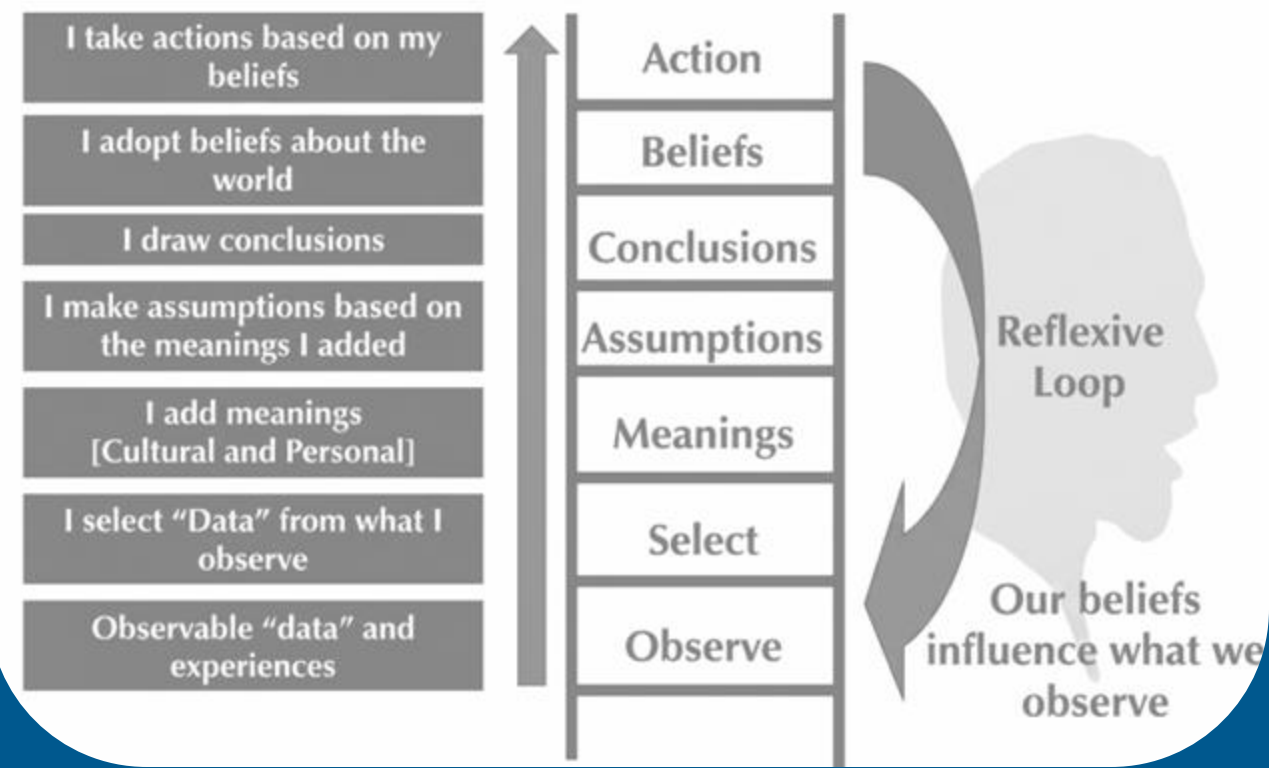 I take actions based on my
beliefs
I adopt beliefs about the
world
I draw conclusions
I make assumptions based on
the meanings I added
I add meanings
[Cultural and Personal]
I select “Data” from what I
observe
Observable “data” and
experiences
Action
Beliefs
Conclusions
Assumptions
Meanings
Select
Observe
Reflexive
Loop
Our beliefs
influence what we
observe